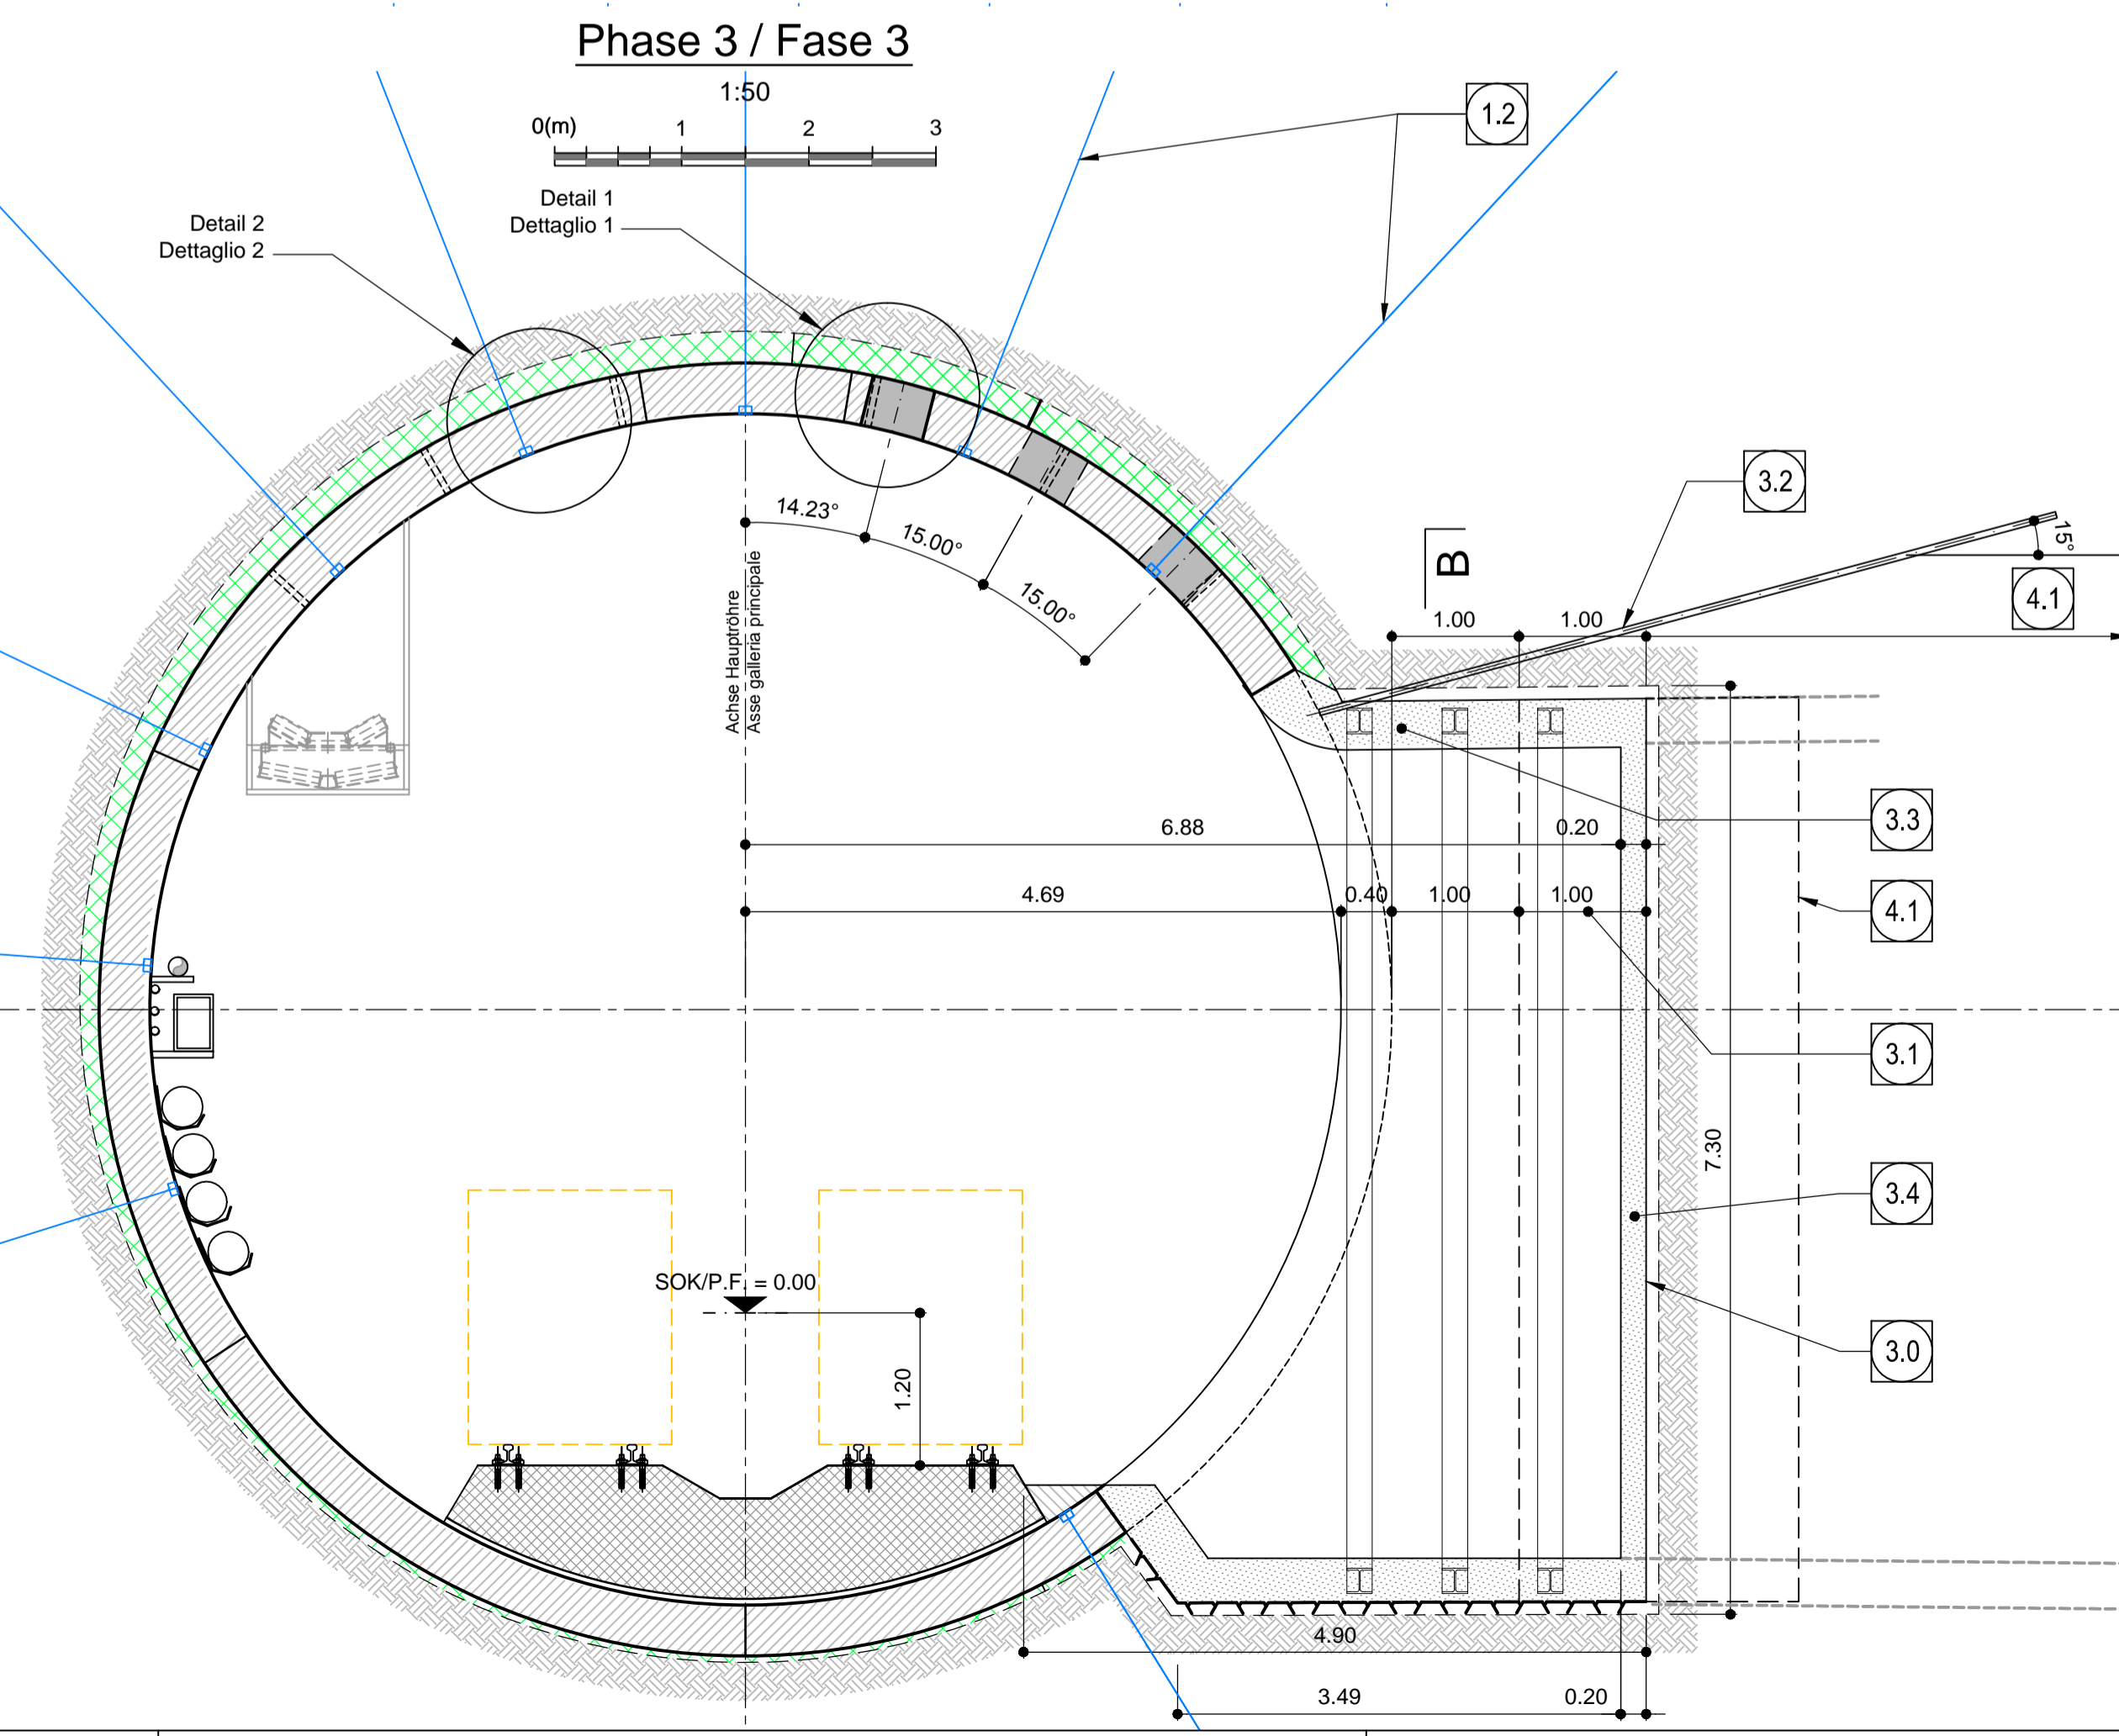 Phase 3 / Fase 3
1:50
0(m) 1 2 3
1.2
Detail 1
Dettaglio 1
Detail 2
Dettaglio 2
3.2
14.23°
15.00°
15.00°
B
15°
4.1
1.00 1.00
Achse Hauptröhre
Asse galleria principale
3.3
6.88 0.20
4.69 0.40 1.00 1.00
4.1
3.1
7.30
3.4
SOK/P.F. = 0.00
3.0
1.20
4.90
3.49 0.20